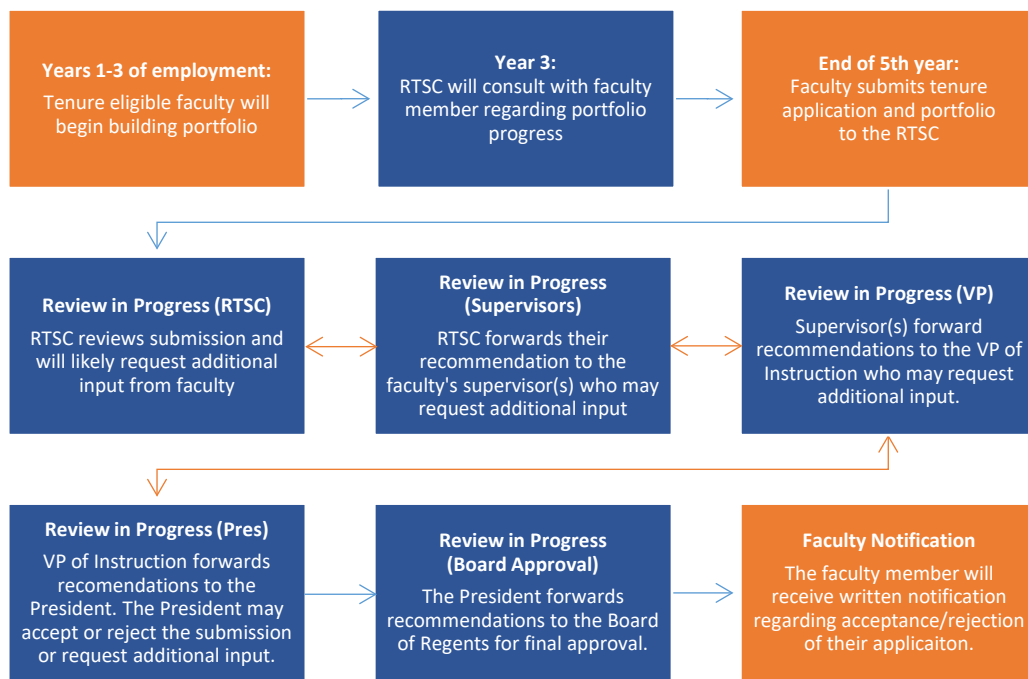 Years 1-3 of employment:
Tenure eligible faculty will
begin building portfolio
Year 3:
RTSC will consult with faculty
member regarding portfolio
progress
End of 5th year:
Faculty submits tenure
application and portfolio
to the RTSC
Review in Progress (RTSC)
RTSC reviews submission and
will likely request additional
input from faculty
Review in Progress
(Supervisors)
RTSC forwards their
recommendation to the
faculty's supervisor(s) who may
request additional input
Review in Progress (VP)
Supervisor(s) forward
recommendations to the VP of
Instruction who may request
additional input.
Review in Progress (Pres)
VP of Instruction forwards
recomendations to the
President. The President may
accept or reject the submission
or request additional input.
Review in Progress
(Board Approval)
The President forwards
recommendations to the Board
of Regents for final approval.
Faculty Notification
The faculty member will
receive written notification
regarding acceptance/rejection
of their applicaiton.